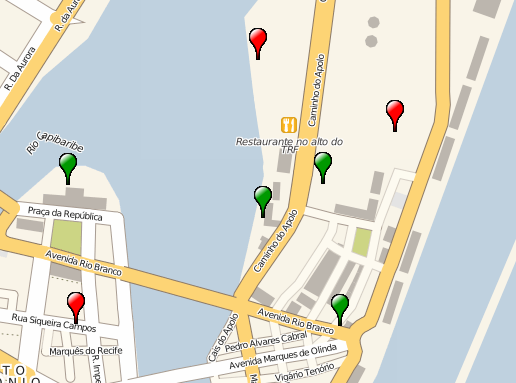 R. da Aurora
R. Da Aurora
Caminho do Apolo
Rio Capibaribe
Restaurante no alto do
TRF
Praça da República
Caminho do Apolo
Avenida Rio Branco
Avenida Rio Branco
Rua Siqueira Campos
Cais do Apolo
Pedro Alvares Cabral
Marquês do Recife
Avenida Marques de Olinda
Vigário Tenório